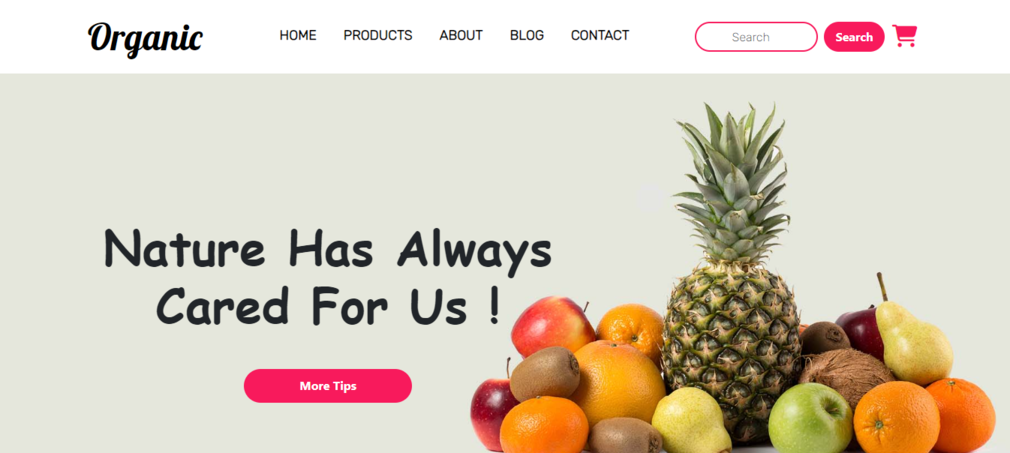 Organic
HOME PRODUCTS ABOUT BLOG CONTACT
Search
Search
Nature Has Always
Cared For Us !
More Tips